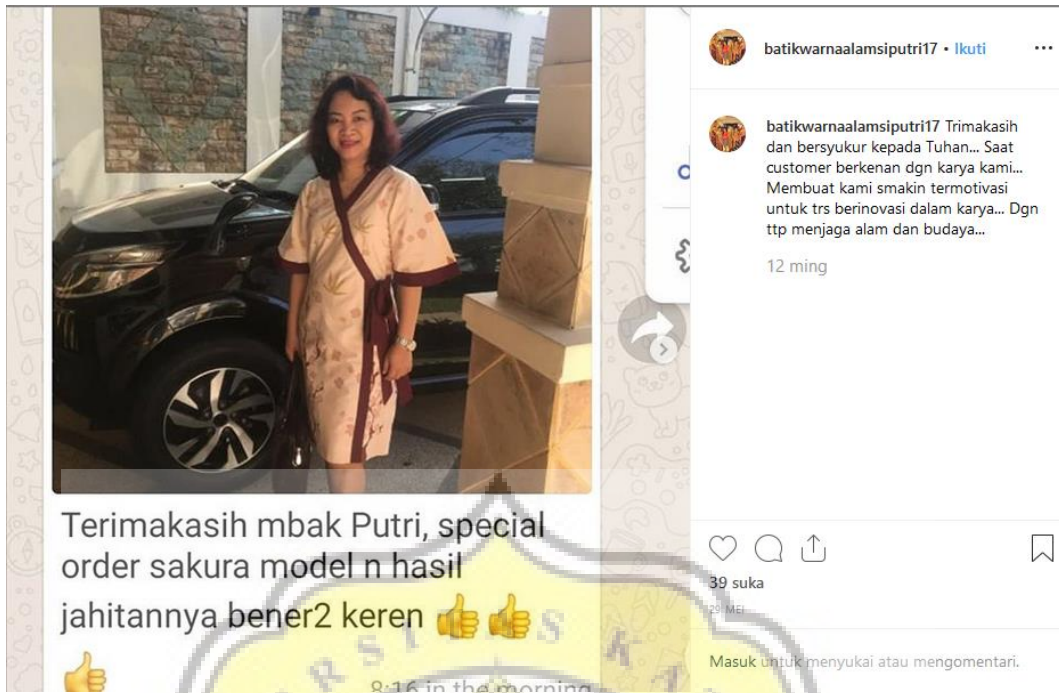 Terimakasih mbak Putri, special
order sakura model n hasil
jahitannya bener2 keren 👍👍
👍
8:16 in the morning
batikwarnaalamsiputri17 • Ikuti
batikwarnaalamsiputri17 Trimakasih
dan bersyukur kepada Tuhan... Saat
customer berkenan dgn karya kami...
Membuat kami smakin termotivasi
untuk trs berinovasi dalam karya... Dgn
ttp menjaga alam dan budaya...
12 ming
39 suka
29 MEI
Masuk untuk menyukai atau mengomentari.